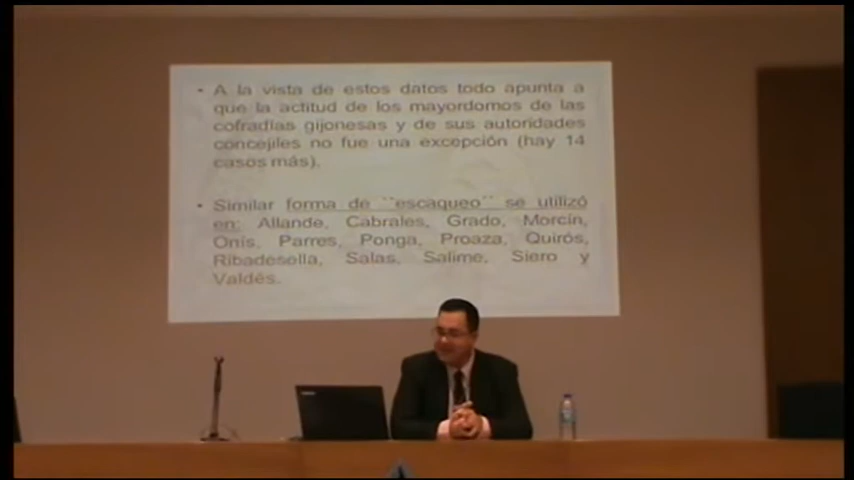 • A la vista de estos datos todo apunta a
que la actitud de los mayordomos de las
cofradías gijonesas y de sus autoridades
concejiles no fue una excepción (hay 14
casos más).
• Similar forma de ``escaqueo´´ se utilizó
en: Allande, Cabrales, Grado, Morcín,
Onís, Parres, Ponga, Proaza, Quirós,
Ribadesella, Salas, Salime, Siero y
Valdés.